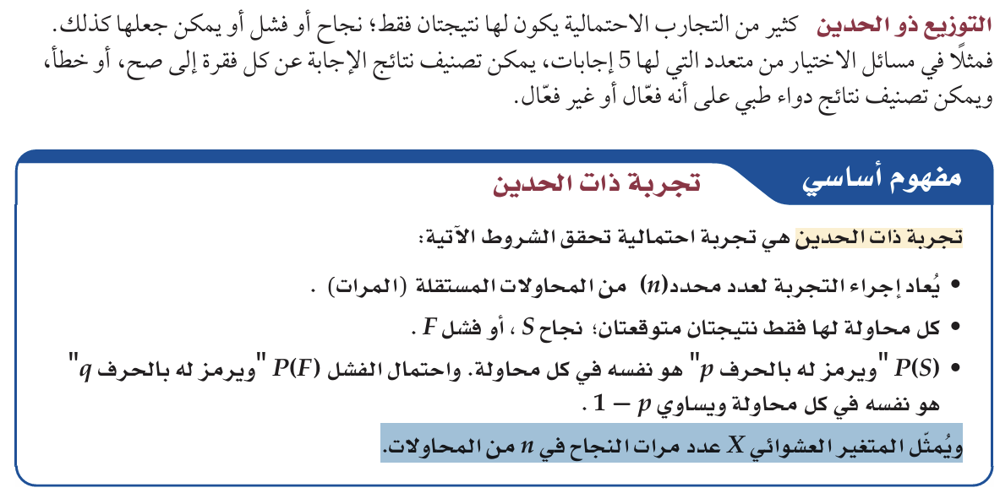 التوزيع ذو الحدين كثير من التجارب الاحتمالية يكون لها نتيجتان فقط؛ نجاح أو فشل أو يمكن جعلها كذلك.
فمثلًا في مسائل الاختيار من متعدد التي لها 5 إجابات، يمكن تصنيف نتائج الإجابة عن كل فقرة إلى صح، أو خطأ،
ويمكن تصنيف نتائج دواء طبي على أنه فعّال أو غير فعّال.
مفهوم أساسي
تجربة ذات الحدين
تجربة ذات الحدين هي تجربة احتمالية تحقق الشروط الآتية:
• يُعاد إجراء التجربة لعدد محدد(n) من المحاولات المستقلة (المرات) .
• كل محاولة لها فقط نتيجتان متوقعتان؛ نجاح S ، أو فشل F .
• P(S) "ويرمز له بالحرف p" هو نفسه في كل محاولة. واحتمال الفشل P(F) "ويرمز له بالحرف q"
هو نفسه في كل محاولة ويساوي 1 − p .
ويُمثّل المتغير العشوائي X عدد مرات النجاح في n من المحاولات.